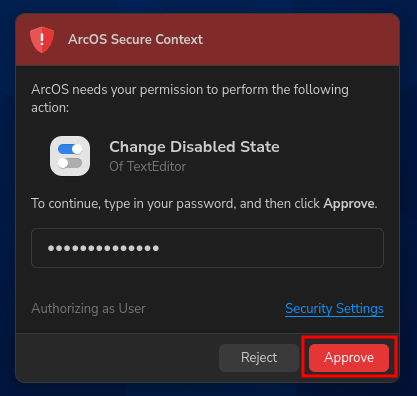 ArcOS Secure Context
ArcOS needs your permission to perform the following
action:
Change Disabled State
Of TextEditor
To continue, type in your password, and then click Approve.
●●●●●●●●●●●●●●
Authorizing as User
Security Settings
Reject
Approve